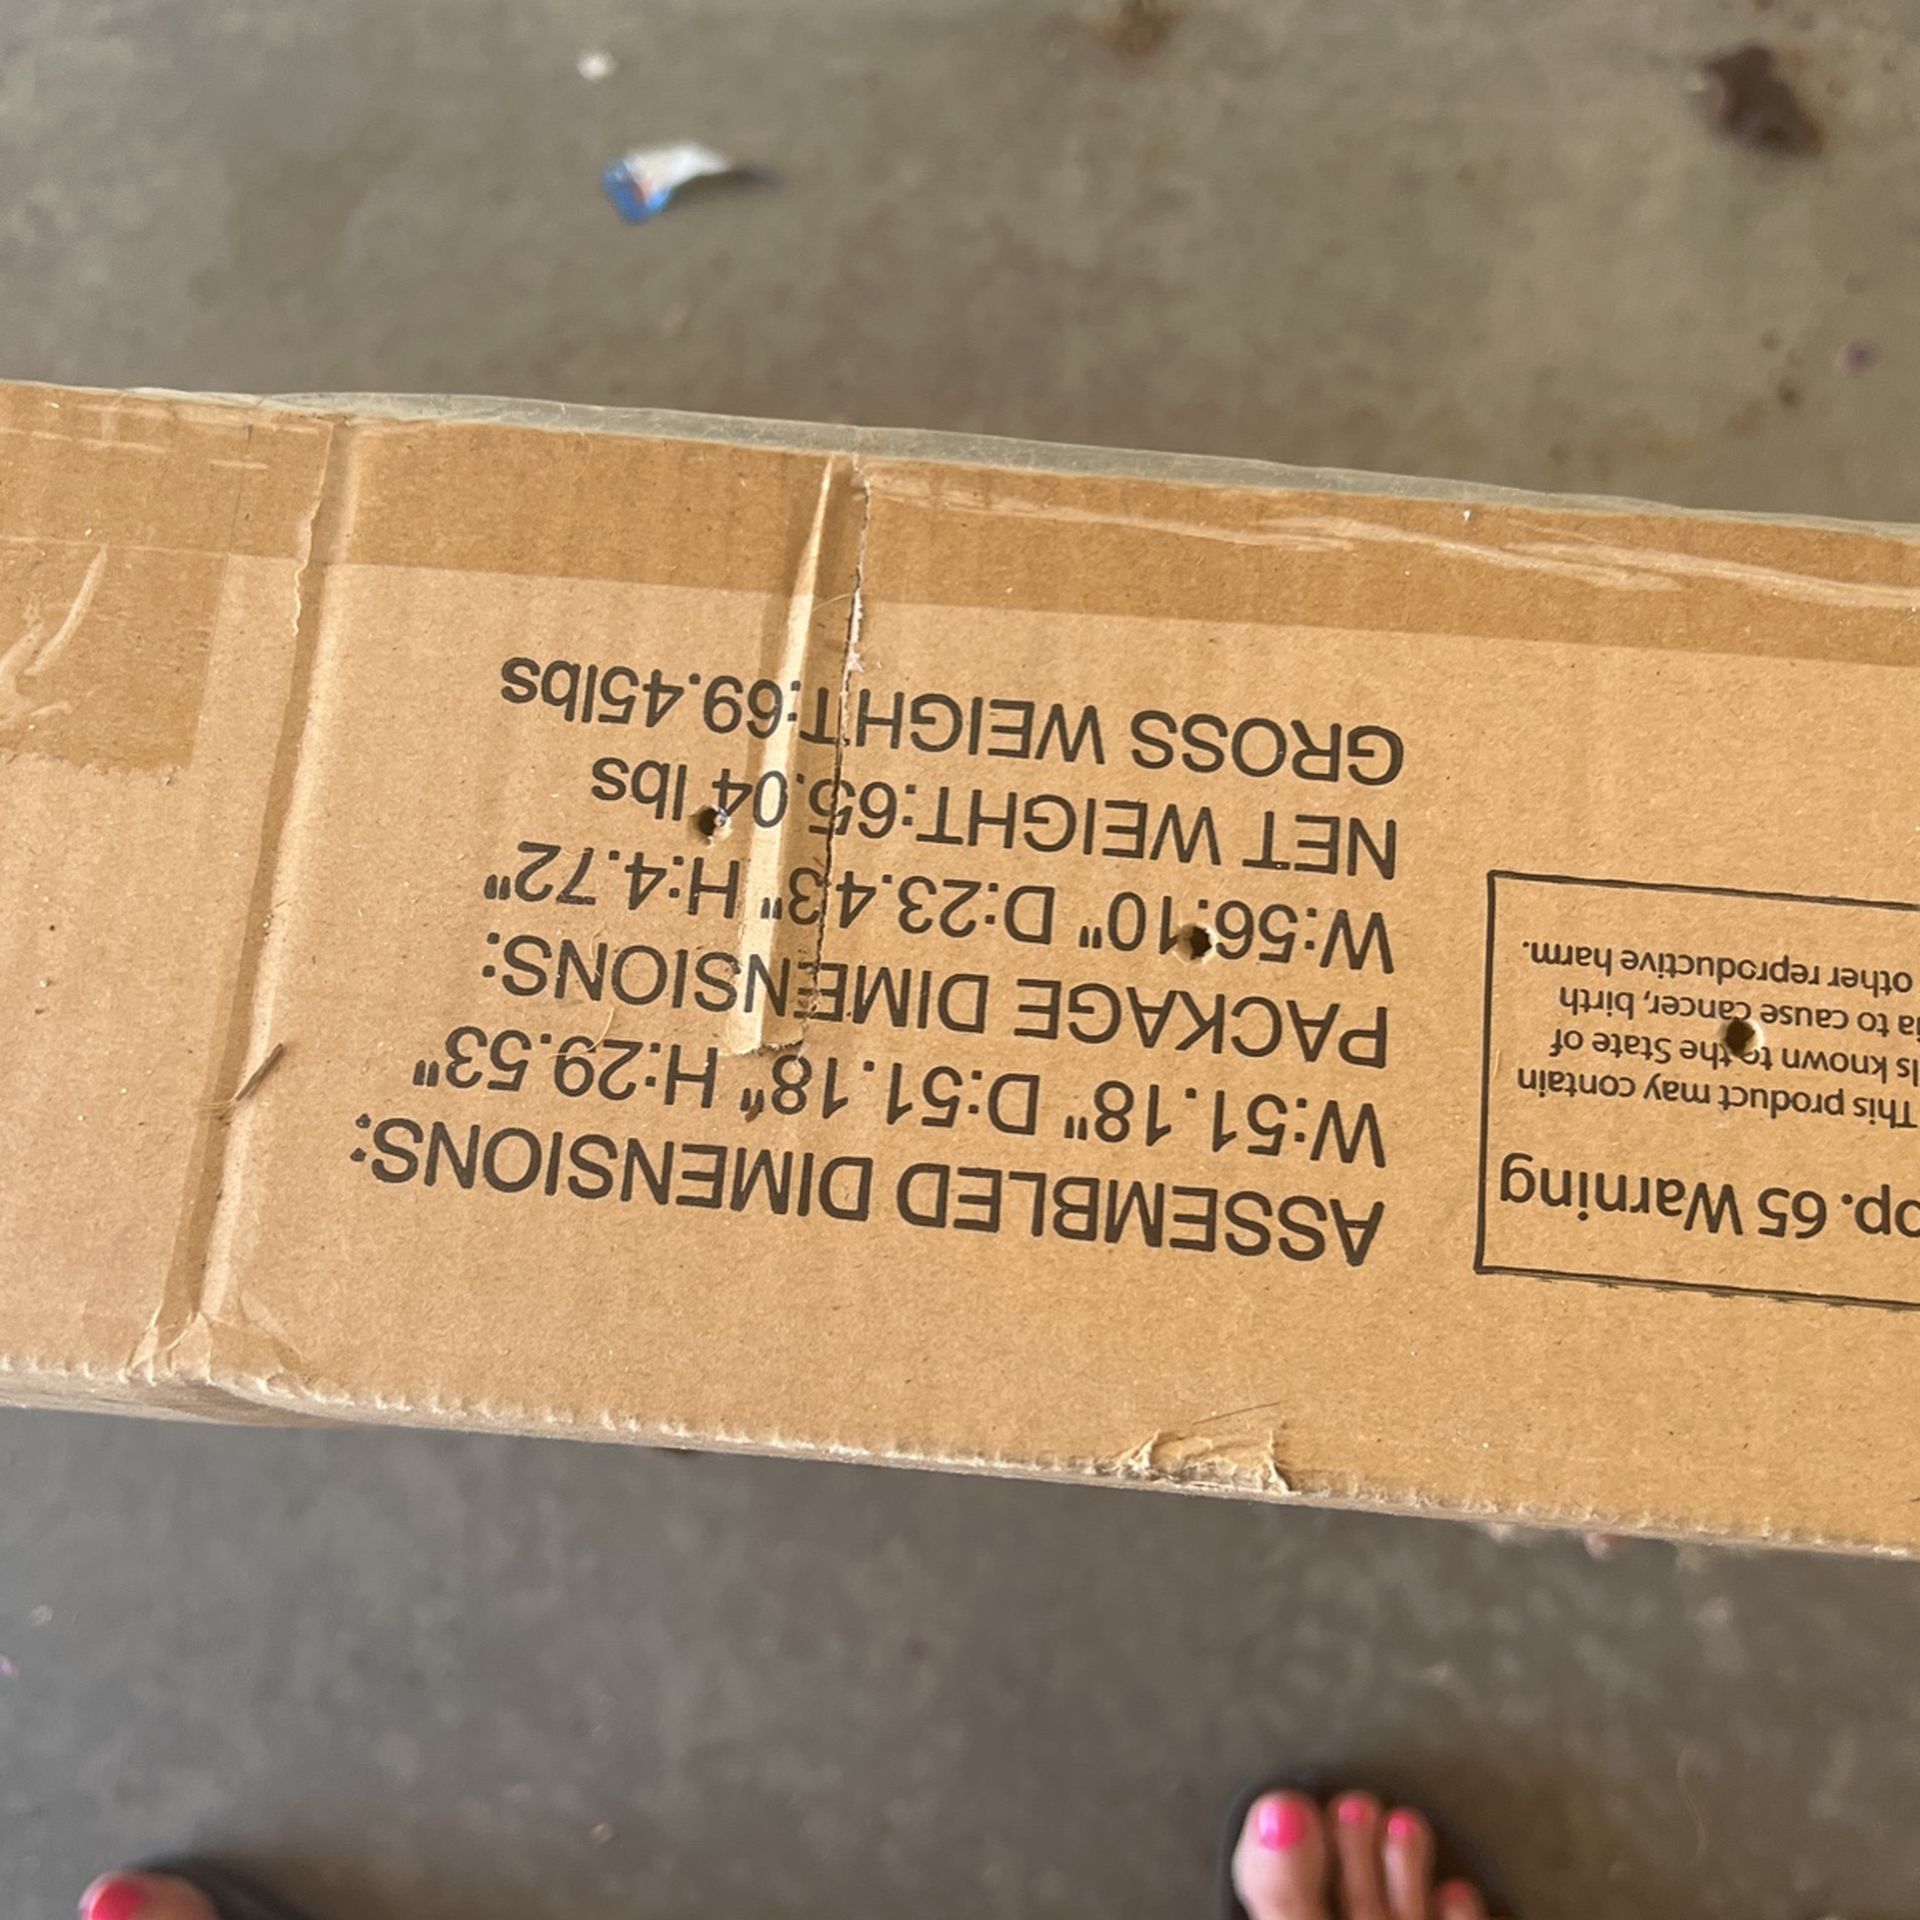 ASSEMBLED DIMENSIONS:
W:51.18" D:51.18" H:29.53"
PACKAGE DIMENSIONS:
W:56.10" D:23.43" H:4.72"
NET WEIGHT:65.04 lbs
GROSS WEIGHT:69.45lbs
65 Warning
This product may contain
known to the State of
to cause cancer, birth
other reproductive harm.